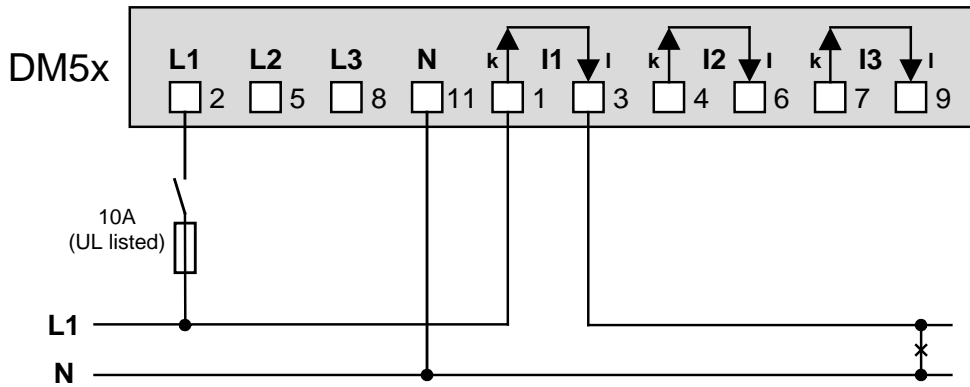 DM5x
L1 L2 L3 N k I1 l k I2 l k I3 l
2 5 8 11 1 3 4 6 7 9
10A
(UL listed)
L1
N